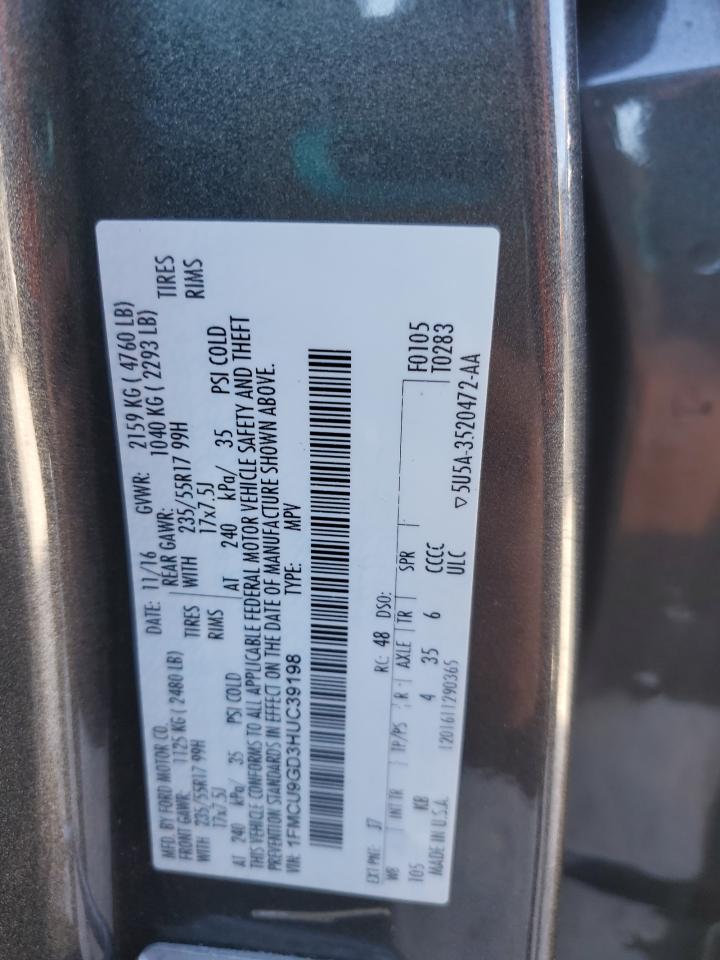 MFD. BY FORD MOTOR CO.
DATE: 11/16 GVWR: 2159 KG ( 4760 LB)
FRONT GAWR: 1125 KG ( 2480 LB) REAR GAWR: 1040 KG ( 2293 LB)
WITH 235/55R17 99H TIRES WITH 235/55R17 99H TIRES
17x7.5J RIMS 17x7.5J RIMS
AT 240 kPa/ 35 PSI COLD AT 240 kPa/ 35 PSI COLD
THIS VEHICLE CONFORMS TO ALL APPLICABLE FEDERAL MOTOR VEHICLE SAFETY AND THEFT
PREVENTION STANDARDS IN EFFECT ON THE DATE OF MANUFACTURE SHOWN ABOVE.
VIN: 1FMCU9GD3HUC39198 TYPE: MPV
EXT PNT: J7 RC: 48 DSO: F0105
WB INT TR TP/PS R AXLE TR SPR T0283
105 KB 4 35 6 CCCC
MADE IN U.S.A. 1201611290365 ULC ▽5U5A-3520472-AA